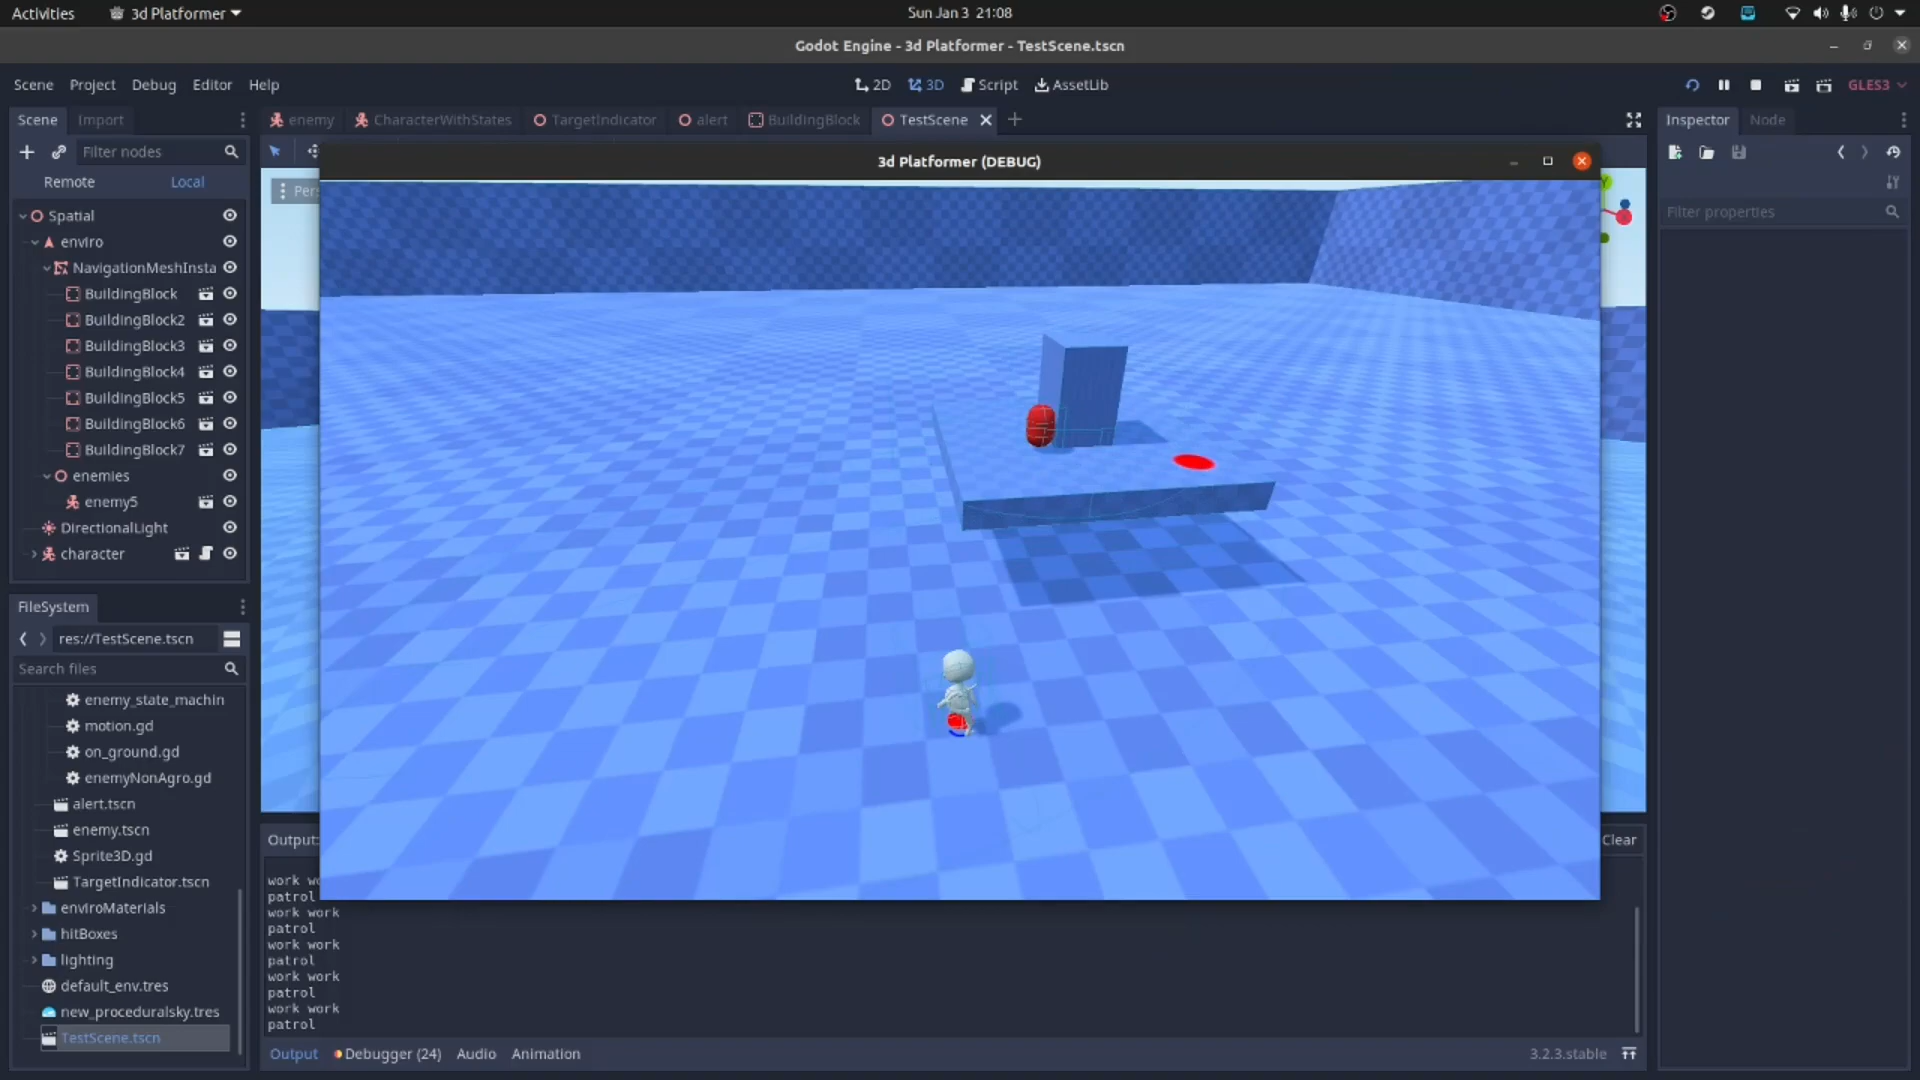 Activities
3d Platformer
Sun Jan 3 21:08
Godot Engine - 3d Platformer - TestScene.tscn
Scene Project Debug Editor Help
2D 3D Script AssetLib
GLES3
Scene Import
enemy CharacterWithStates TargetIndicator alert BuildingBlock TestScene
Inspector Node
Filter nodes
3d Platformer (DEBUG)
Remote Local
Pers
Filter properties
Spatial
enviro
NavigationMeshInsta
BuildingBlock
BuildingBlock2
BuildingBlock3
BuildingBlock4
BuildingBlock5
BuildingBlock6
BuildingBlock7
enemies
enemy5
DirectionalLight
character
FileSystem
res://TestScene.tscn
Search files
enemy_state_machin
motion.gd
on_ground.gd
enemyNonAgro.gd
alert.tscn
enemy.tscn
Sprite3D.gd
TargetIndicator.tscn
enviroMaterials
hitBoxes
lighting
default_env.tres
new_proceduralsky.tres
TestScene.tscn
Output:
Clear
work wo
patrol
work work
patrol
work work
patrol
work work
patrol
work work
patrol
Output Debugger (24) Audio Animation
3.2.3.stable
Y